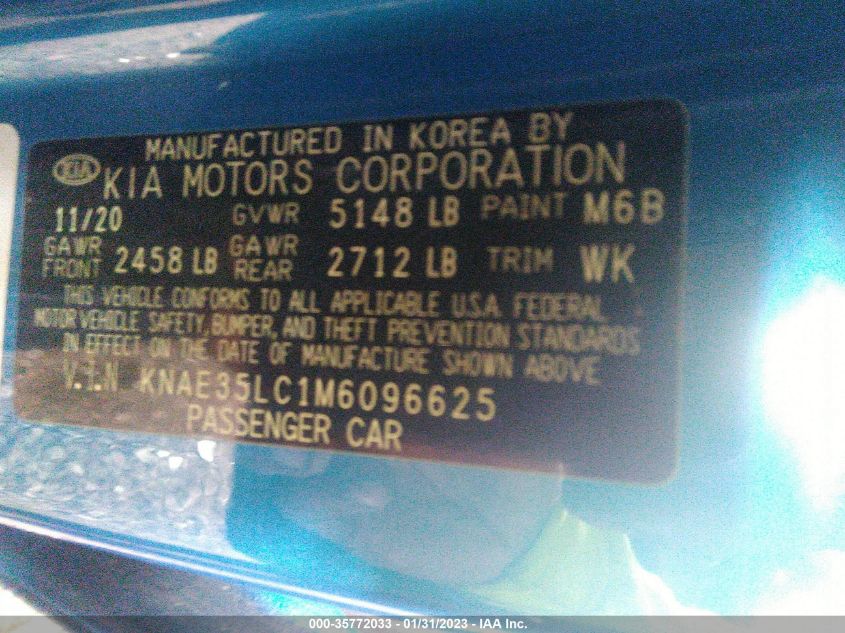 MANUFACTURED IN KOREA BY
KIA KIA MOTORS CORPORATION
11/20 GVWR 5148 LB PAINT M6B
GAWR FRONT 2458 LB GAWR REAR 2712 LB TRIM WK
THIS VEHICLE CONFORMS TO ALL APPLICABLE U.S.A. FEDERAL
MOTOR VEHICLE SAFETY, BUMPER, AND THEFT PREVENTION STANDARDS
IN EFFECT ON THE DATE OF MANUFACTURE SHOWN ABOVE
V.I.N KNAE35LC1M6096625
PASSENGER CAR
000-35772033 - 01/31/2023 - IAA Inc.